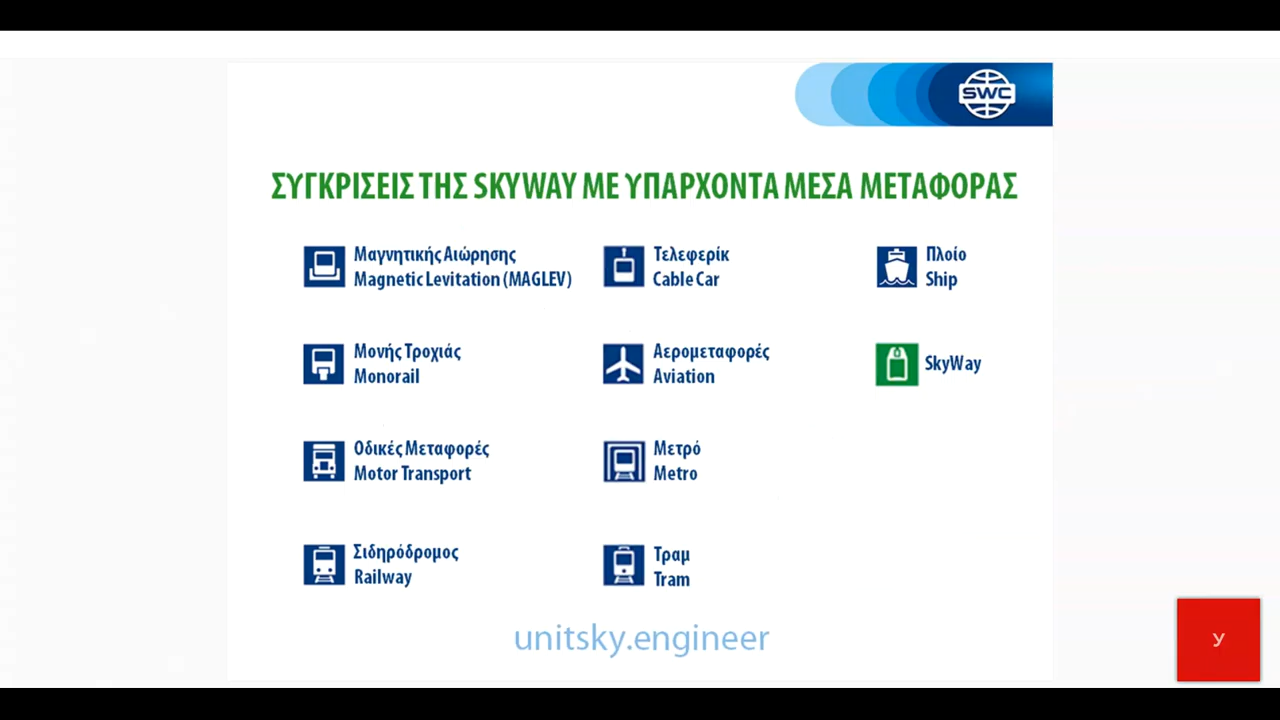 SWC
ΣΥΓΚΡΙΣΕΙΣ ΤΗΣ SKYWAY ΜΕ ΥΠΑΡΧΟΝΤΑ ΜΕΣΑ ΜΕΤΑΦΟΡΑΣ
Μαγνητικής Αιώρησης
Magnetic Levitation (MAGLEV)
Μονής Τροχιάς
Monorail
Οδικές Μεταφορές
Motor Transport
Σιδηρόδρομος
Railway
Τελεφερίκ
Cable Car
Αερομεταφορές
Aviation
Μετρό
Metro
Τραμ
Tram
Πλοίο
Ship
SkyWay
unitsky.engineer
У